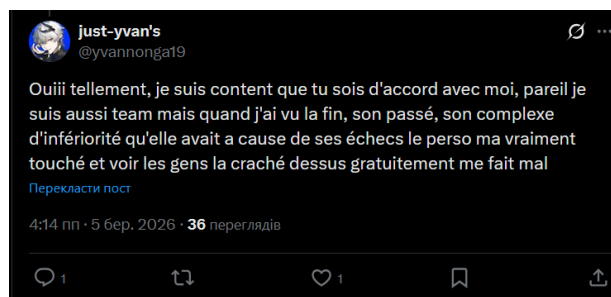 just-yvan's
@yvannonga19
Ouiii tellement, je suis content que tu sois d'accord avec moi, pareil je
suis aussi team mais quand j'ai vu la fin, son passé, son complexe
d'infériorité qu'elle avait a cause de ses échecs le perso ma vraiment
touché et voir les gens la craché dessus gratuitement me fait mal
Перекласти пост
4:14 пп · 5 бер. 2026 · 36 переглядів
1
1